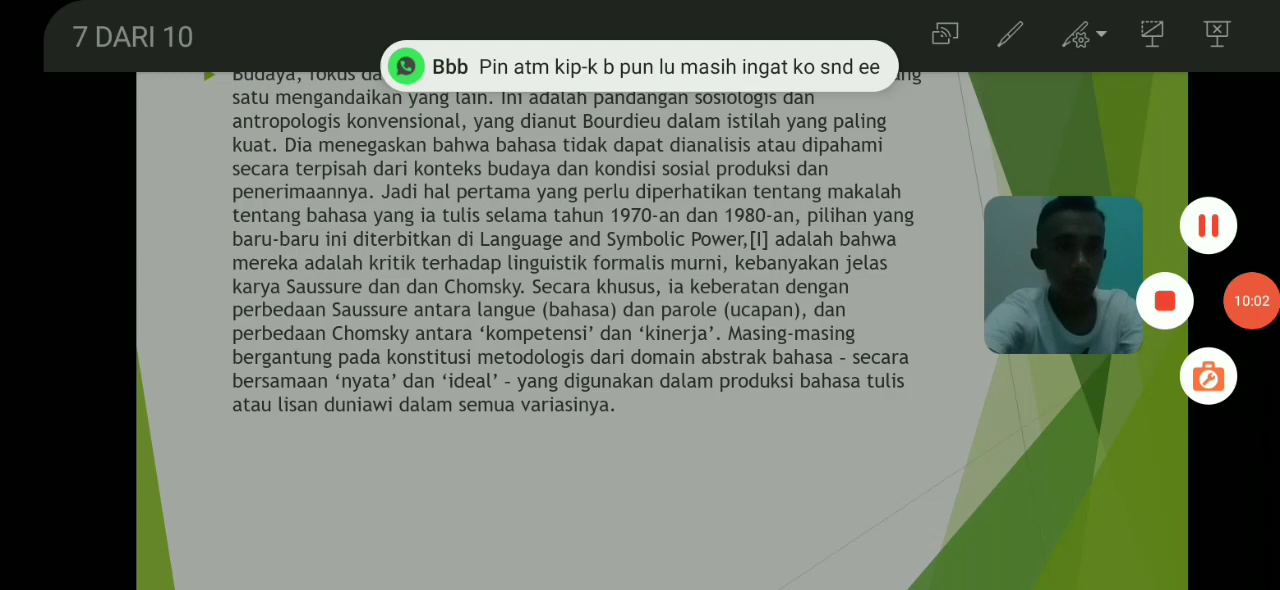 7 DARI 10
Bbb Pin atm kip-k b pun lu masih ingat ko snd ee
Budaya, fokus
satu mengandaikan yang lain. Ini adalah pandangan sosiologis dan
antropologis konvensional, yang dianut Bourdieu dalam istilah yang paling
kuat. Dia menegaskan bahwa bahasa tidak dapat dianalisis atau dipahami
secara terpisah dari konteks budaya dan kondisi sosial produksi dan
penerimaannya. Jadi hal pertama yang perlu diperhatikan tentang makalah
tentang bahasa yang ia tulis selama tahun 1970-an dan 1980-an, pilihan yang
baru-baru ini diterbitkan di Language and Symbolic Power,[I] adalah bahwa
mereka adalah kritik terhadap linguistik formalis murni, kebanyakan jelas
karya Saussure dan dan Chomsky. Secara khusus, ia keberatan dengan
perbedaan Saussure antara langue (bahasa) dan parole (ucapan), dan
perbedaan Chomsky antara ‘kompetensi’ dan ‘kinerja’. Masing-masing
bergantung pada konstitusi metodologis dari domain abstrak bahasa – secara
bersamaan ‘nyata’ dan ‘ideal’ – yang digunakan dalam produksi bahasa tulis
atau lisan duniawi dalam semua variasinya.
10:02